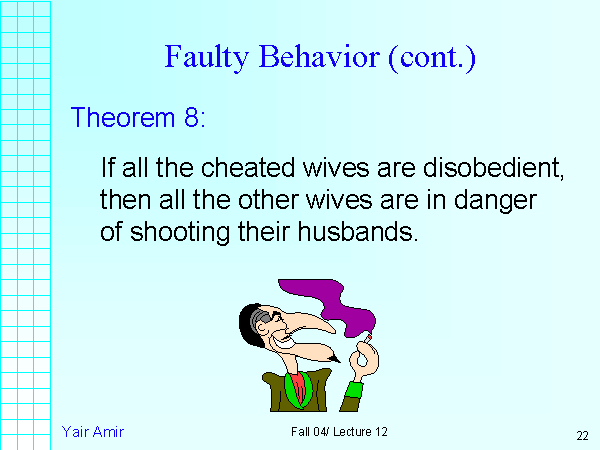 Faulty Behavior (cont.)
Theorem 8:
If all the cheated wives are disobedient,
then all the other wives are in danger
of shooting their husbands.
Yair Amir
Fall 04/ Lecture 12
22